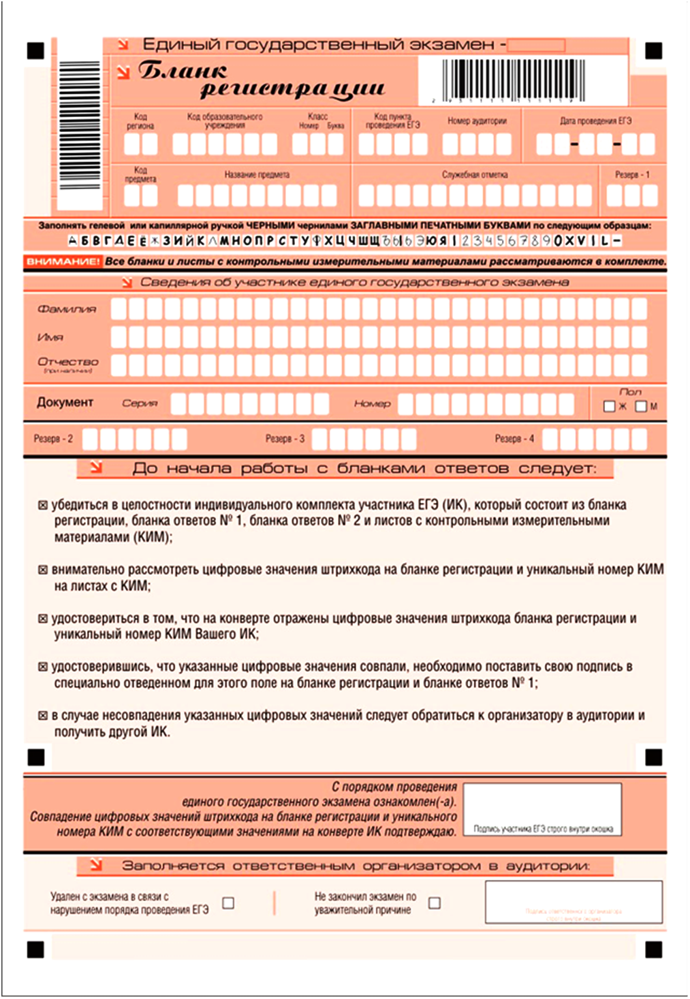 Единый государственный экзамен -
Бланк
регистрации
Код региона
Код образовательного учреждения
Класс
Номер Буква
Код пункта проведения ЕГЭ
Номер аудитории
Дата проведения ЕГЭ
Код предмета
Название предмета
Служебная отметка
Резерв - 1
Заполнять гелевой или капиллярной ручкой ЧЕРНЫМИ чернилами ЗАГЛАВНЫМИ ПЕЧАТНЫМИ БУКВАМИ по следующим образцам:
АБВГДЕЁЖЗИЙКЛМНОПРСТУФХЦЧШЩЪЫЬЭЮЯ1234567890XVIL-
ВНИМАНИЕ! Все бланки и листы с контрольными измерительными материалами рассматриваются в комплекте.
Сведения об участнике единого государственного экзамена
Фамилия
Имя
Отчество
(при наличии)
Документ Серия Номер Пол
Ж М
Резерв - 2 Резерв - 3 Резерв - 4
До начала работы с бланками ответов следует:
убедиться в целостности индивидуального комплекта участника ЕГЭ (ИК), который состоит из бланка
регистрации, бланка ответов № 1, бланка ответов № 2 и листов с контрольными измерительными
материалами (КИМ);
внимательно рассмотреть цифровые значения штрихкода на бланке регистрации и уникальный номер КИМ
на листах с КИМ;
удостовериться в том, что на конверте отражены цифровые значения штрихкода бланка регистрации и
уникальный номер КИМ Вашего ИК;
удостоверившись, что указанные цифровые значения совпали, необходимо поставить свою подпись в
специально отведенном для этого поле на бланке регистрации и бланке ответов № 1;
в случае несовпадения указанных цифровых значений следует обратиться к организатору в аудитории и
получить другой ИК.
С порядком проведения
единого государственного экзамена ознакомлен(-а).
Совпадение цифровых значений штрихкода на бланке регистрации и уникального
номера КИМ с соответствующими значениями на конверте ИК подтверждаю.
Подпись участника ЕГЭ строго внутри окошка
Заполняется ответственным организатором в аудитории:
Удален с экзамена в связи с
нарушением порядка проведения ЕГЭ
Не закончил экзамен по
уважительной причине
Подпись ответственного организатора
строго внутри окошка